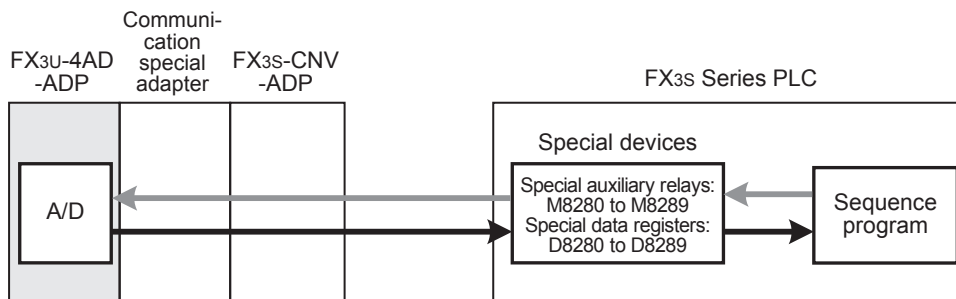 Communi-
cation
special
adapter
FX3U-4AD
-ADP
FX3S-CNV
-ADP
FX3S Series PLC
Special devices
A/D
Special auxiliary relays:
M8280 to M8289
Special data registers:
D8280 to D8289
Sequence
program